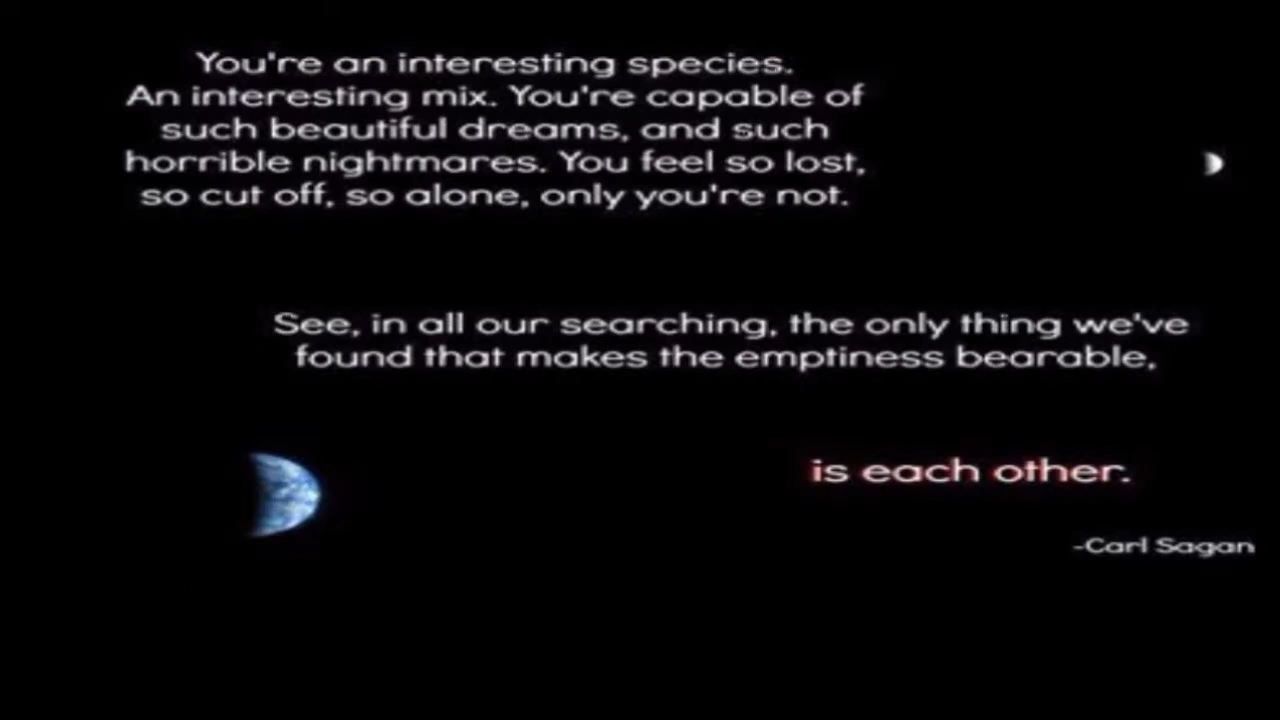 You're an interesting species.
An interesting mix. You're capable of
such beautiful dreams, and such
horrible nightmares. You feel so lost,
so cut off, so alone, only you're not.
See, in all our searching, the only thing we've
found that makes the emptiness bearable,
is each other.
-Carl Sagan